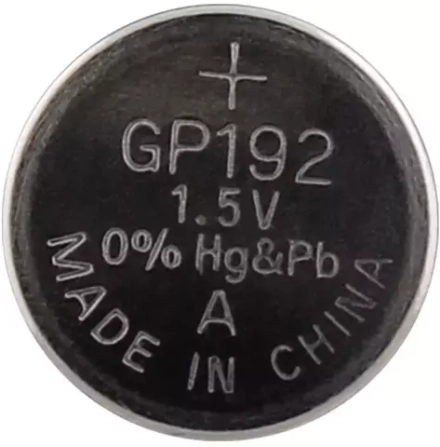 +
GP192
1.5V
0% Hg&Pb
A
MADE IN CHINA